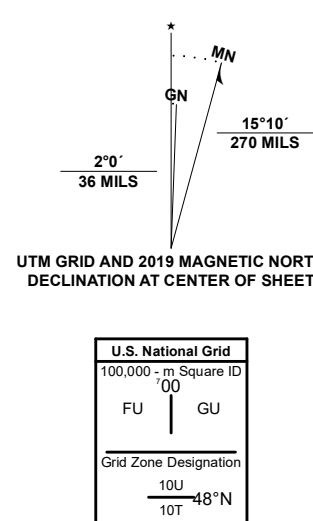 ★
MN
GN
15°10´
270 MILS
2°0´
36 MILS
UTM GRID AND 2019 MAGNETIC NORT
DECLINATION AT CENTER OF SHEET
U.S. National Grid
100,000 - m Square ID
⁷00
FU GU
Grid Zone Designation
10U
48°N
10T